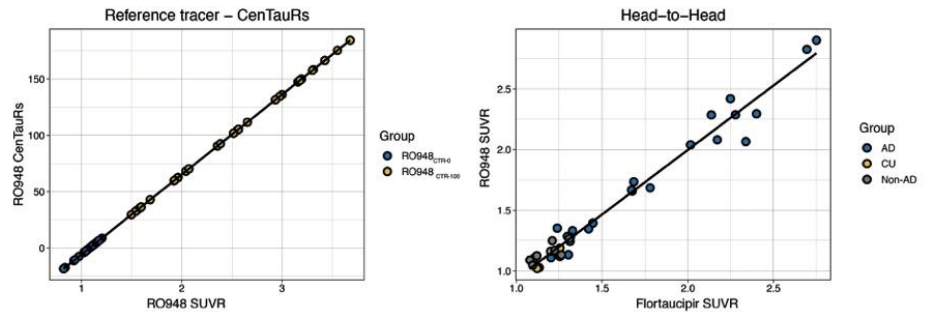 Reference tracer – CenTauRs
RO948 CenTauRs
150
100
50
0
1
2
3
RO948 SUVR
Group
RO948CTR-0
RO948 CTR-100
Head-to-Head
RO948 SUVR
2.5
2.0
1.5
1.0
1.0
1.5
2.0
2.5
Flortaucipir SUVR
Group
AD
CU
Non-AD